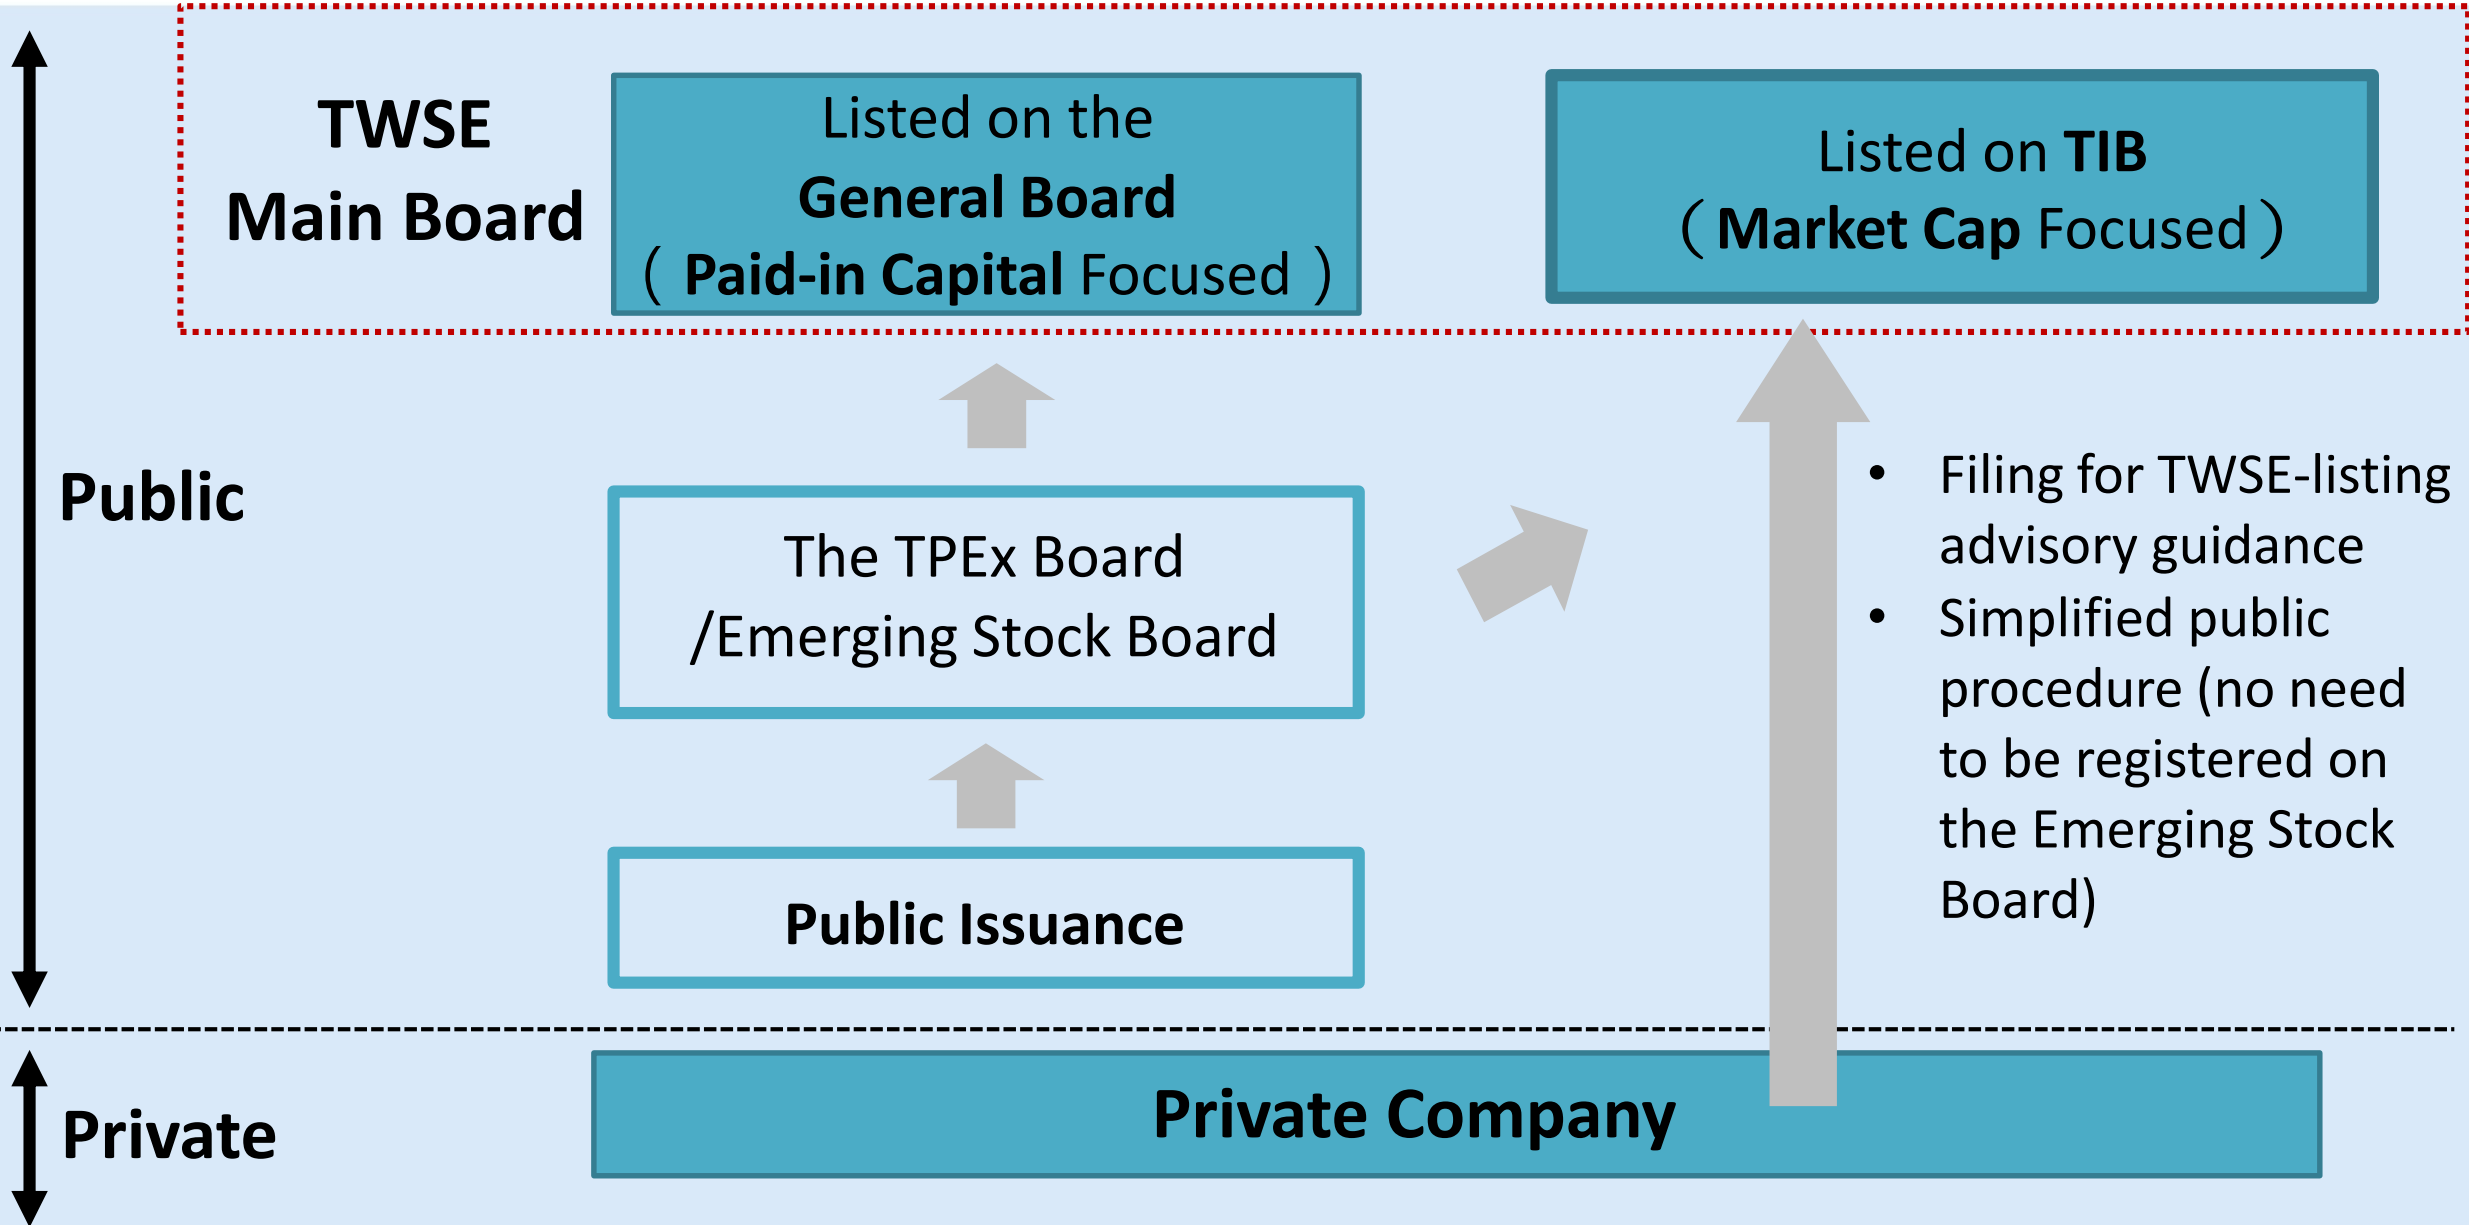 TWSE
Main Board
Listed on the
General Board
( Paid-in Capital Focused )
Listed on TIB
(Market Cap Focused)
Public
The TPEx Board
/Emerging Stock Board
• Filing for TWSE-listing
advisory guidance
• Simplified public
procedure (no need
to be registered on
the Emerging Stock
Board)
Public Issuance
Private
Private Company